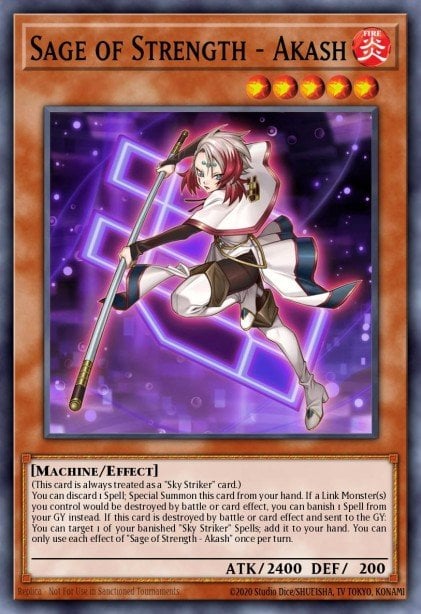 SAGE OF STRENGTH - AKASH
FIRE
炎
[MACHINE/EFFECT]
(This card is always treated as a "Sky Striker" card.)
You can discard 1 Spell; Special Summon this card from your hand. If a Link Monster(s)
you control would be destroyed by battle or card effect, you can banish 1 Spell from
your GY instead. If this card is destroyed by battle or card effect and sent to the GY:
You can target 1 of your banished "Sky Striker" Spells; add it to your hand. You can
only use each effect of "Sage of Strength - Akash" once per turn.
ATK/2400 DEF/ 200
Replica - Not For Use in Sanctioned Tournaments
©2020 Studio Dice/SHUEISHA, TV TOKYO, KONAMI